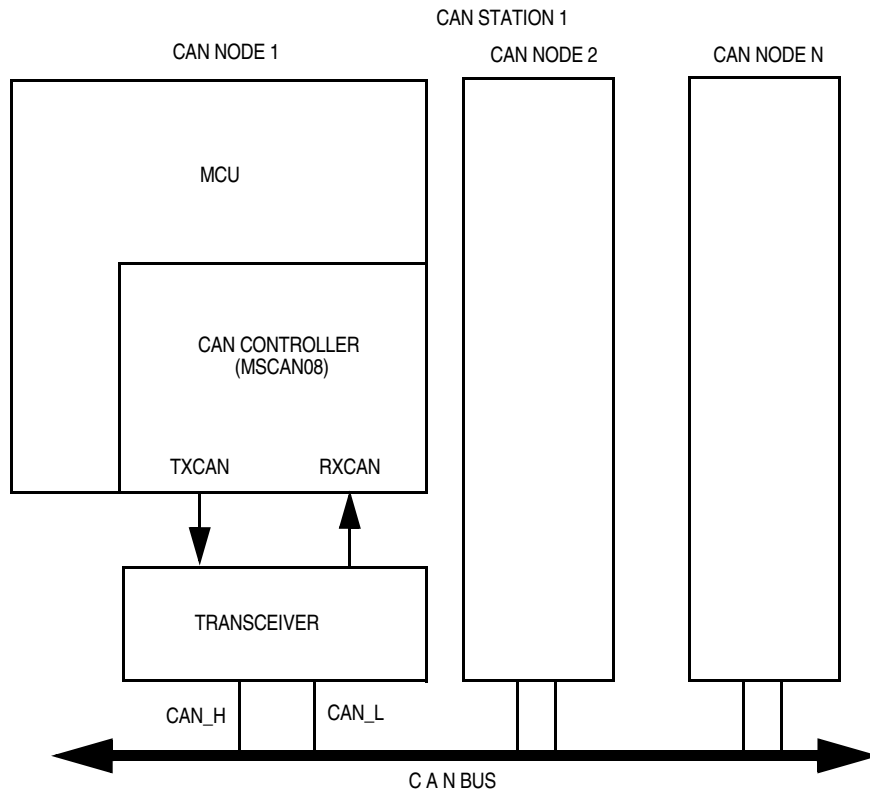 CAN STATION 1
CAN NODE 1
CAN NODE 2
CAN NODE N
MCU
CAN CONTROLLER
(MSCAN08)
TXCAN
RXCAN
TRANSCEIVER
CAN_H
CAN_L
C A N BUS